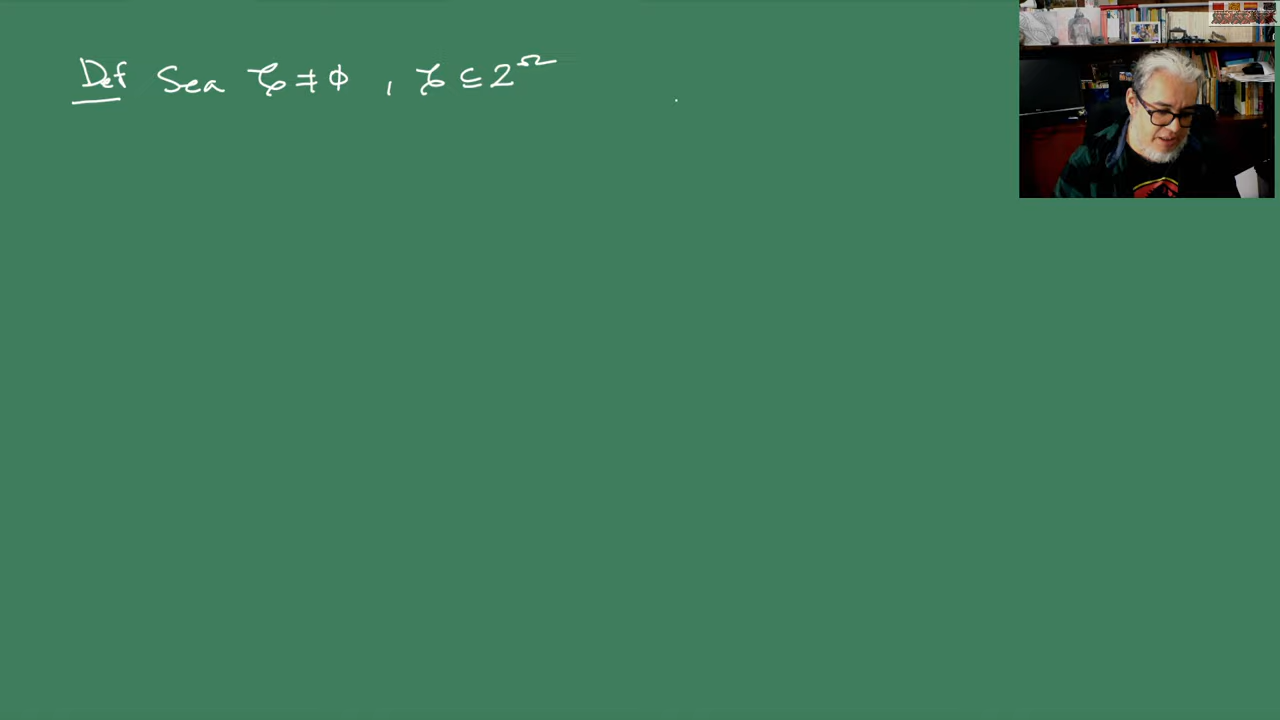 Def Sea ℰ ≠ ϕ , ℰ ⊆ 2^Ω